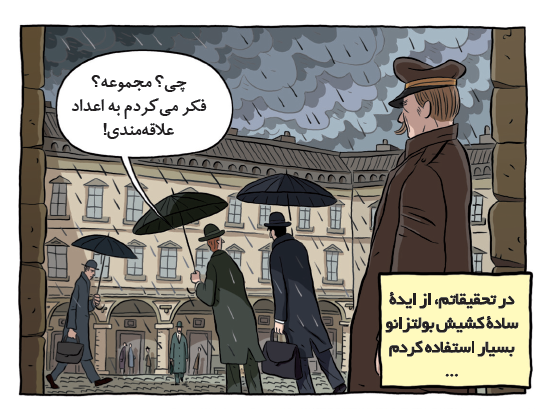 چی؟ مجموعه؟
فکر می‌کردم به اعداد
علاقه‌مندی!
در تحقیقاتم، از ایدهٔ
سادهٔ کشیش بولتزانو
بسیار استفاده کردم
...